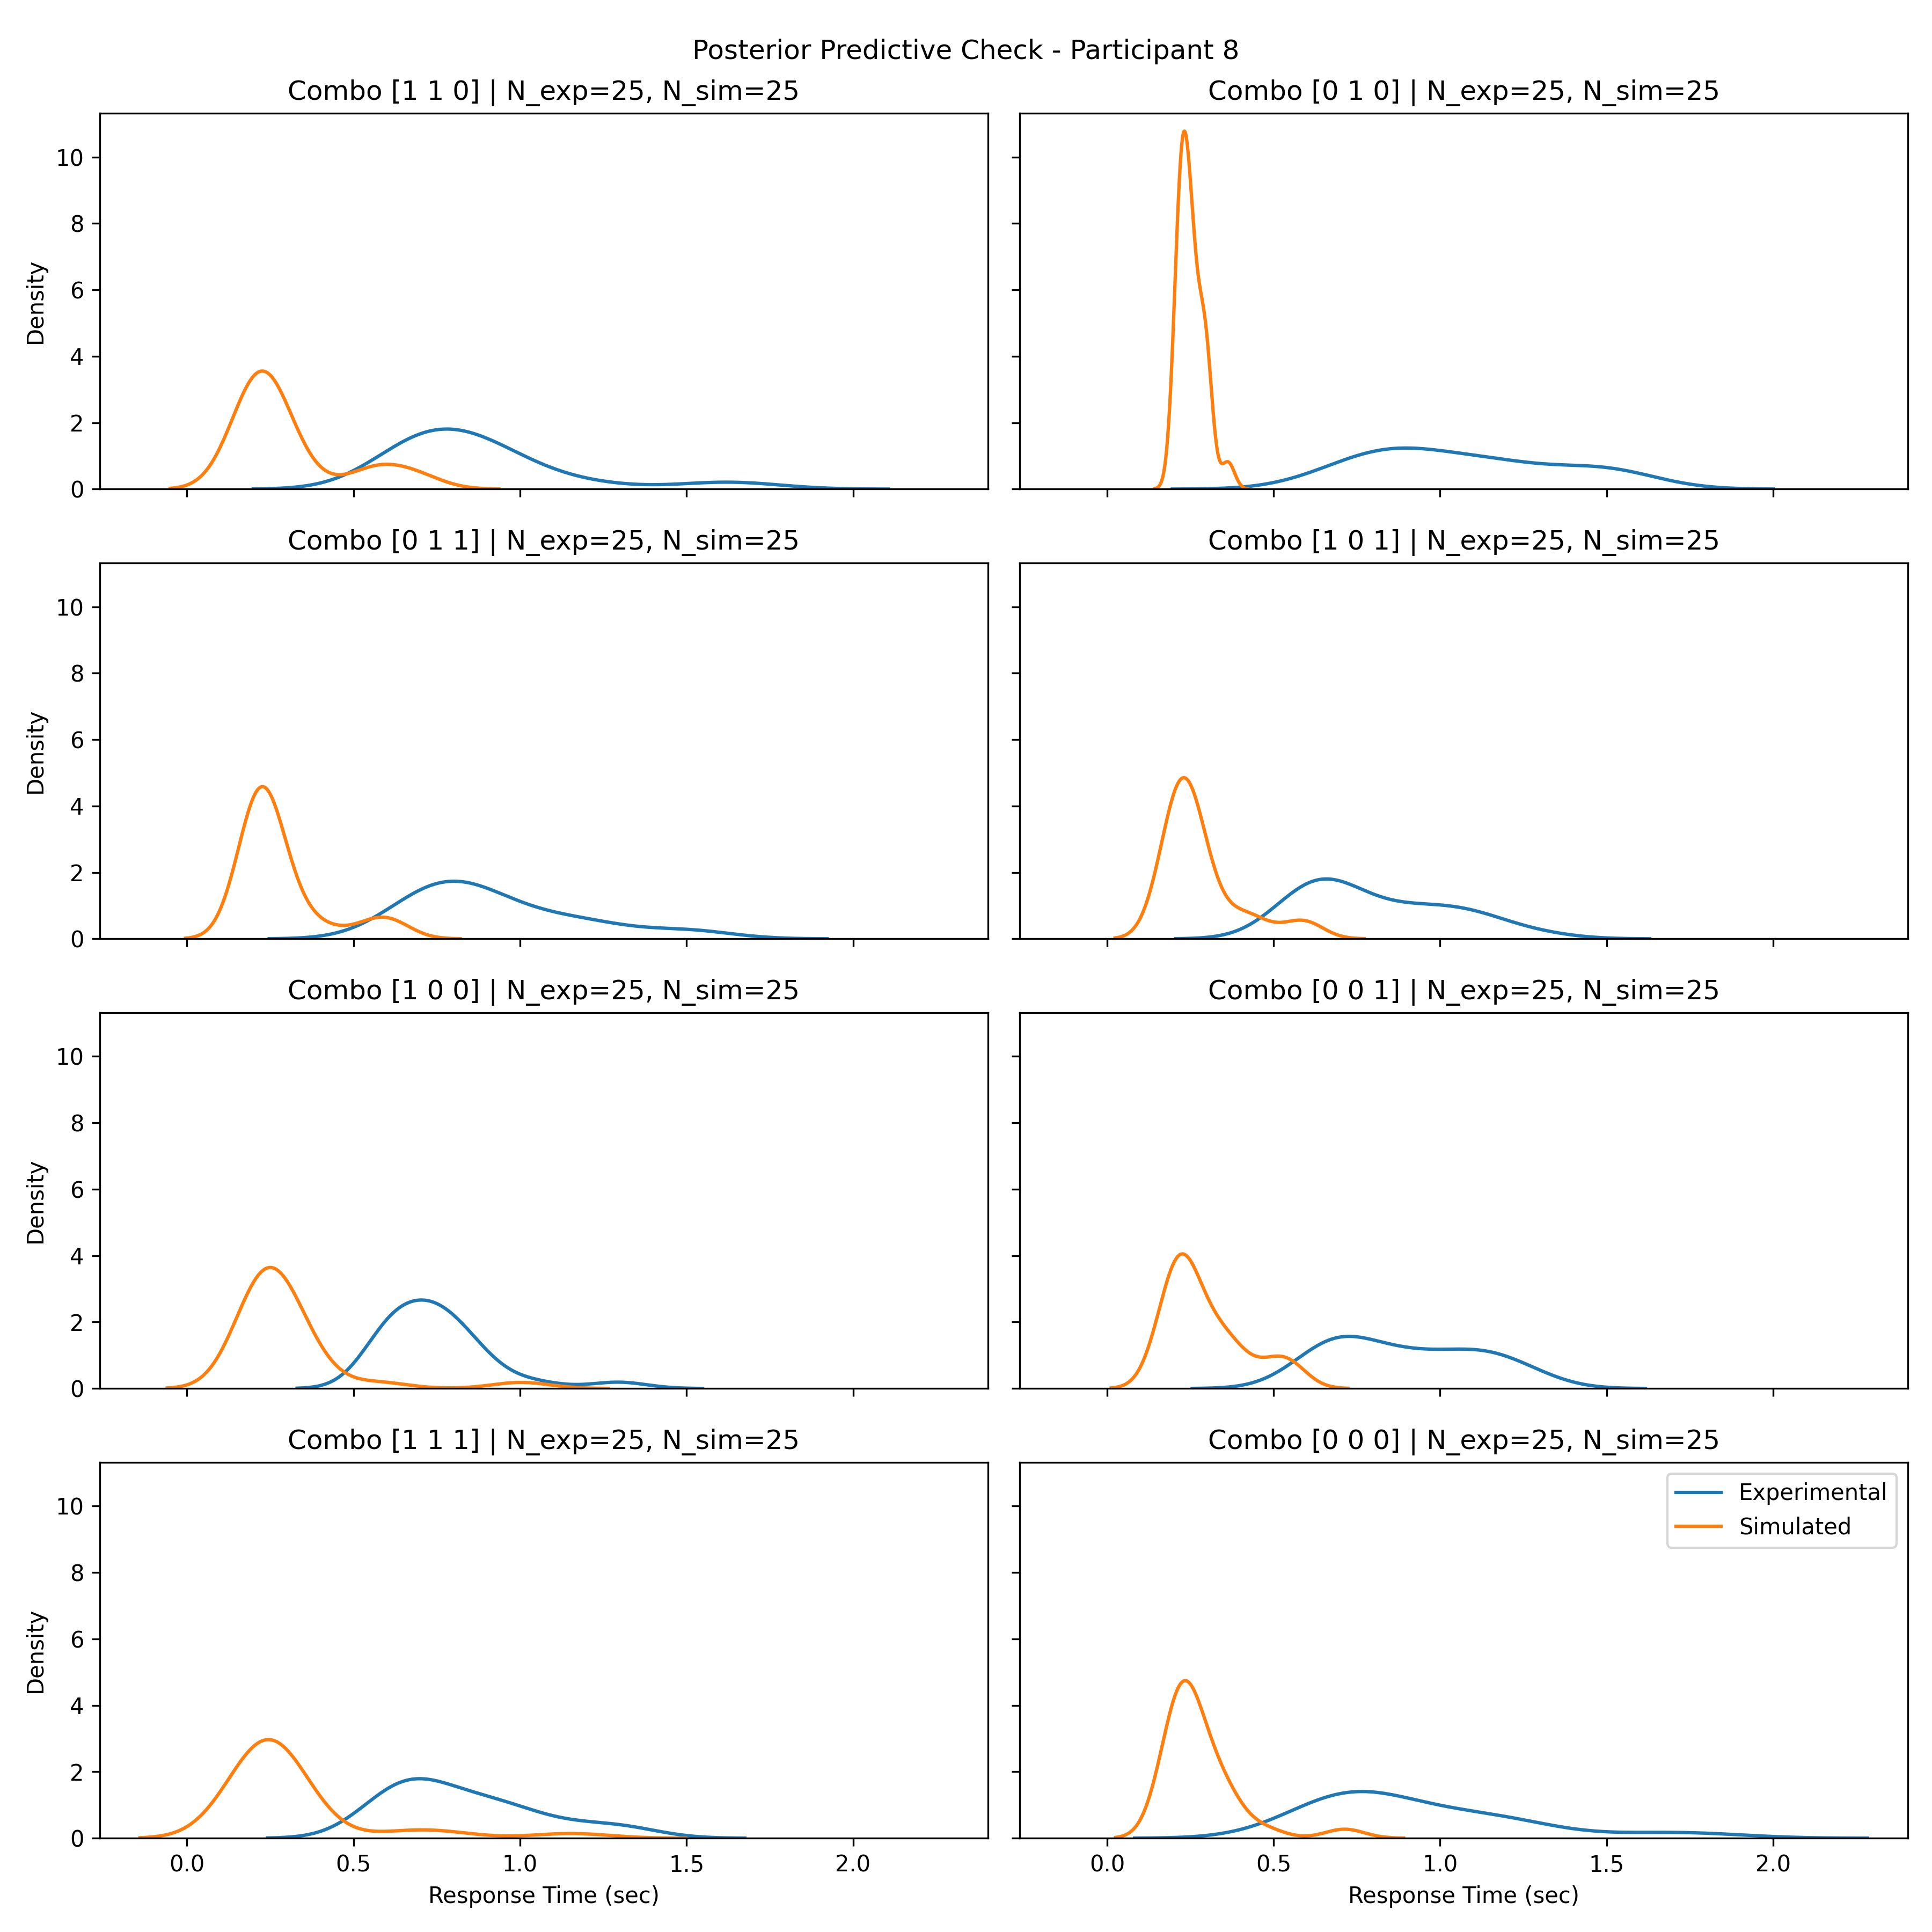 Posterior Predictive Check - Participant 8
Combo [1 1 0] | N_exp=25, N_sim=25
Combo [0 1 0] | N_exp=25, N_sim=25
10
8
6
4
2
0
Density
Combo [0 1 1] | N_exp=25, N_sim=25
Combo [1 0 1] | N_exp=25, N_sim=25
10
8
6
4
2
0
Density
Combo [1 0 0] | N_exp=25, N_sim=25
Combo [0 0 1] | N_exp=25, N_sim=25
10
8
6
4
2
0
Density
Combo [1 1 1] | N_exp=25, N_sim=25
Combo [0 0 0] | N_exp=25, N_sim=25
Experimental
Simulated
10
8
6
4
2
0
Density
0.0 0.5 1.0 1.5 2.0
0.0 0.5 1.0 1.5 2.0
Response Time (sec)
Response Time (sec)